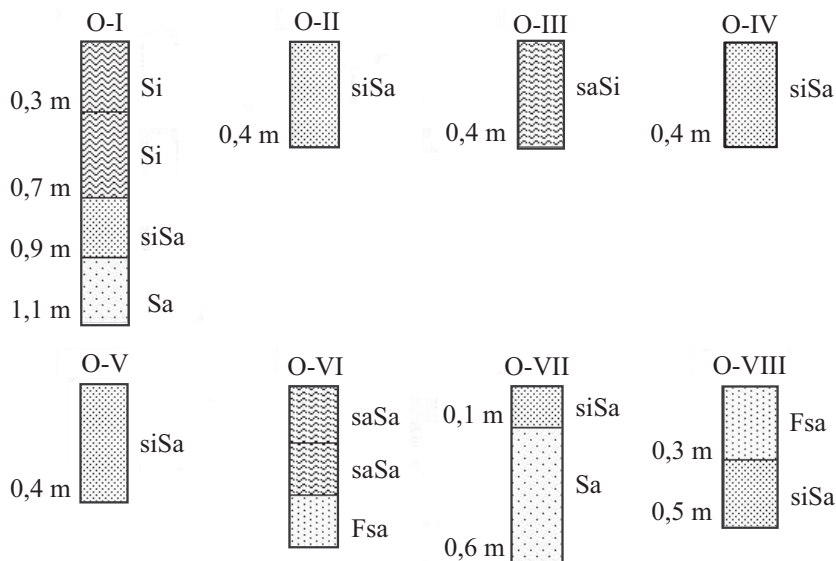 O-I
Si
0,3 m
Si
0,7 m
siSa
0,9 m
Sa
1,1 m
O-II
siSa
0,4 m
O-III
saSi
0,4 m
O-IV
siSa
0,4 m
O-V
siSa
0,4 m
O-VI
saSa
saSa
Fsa
O-VII
0,1 m
siSa
Sa
0,6 m
O-VIII
Fsa
0,3 m
siSa
0,5 m